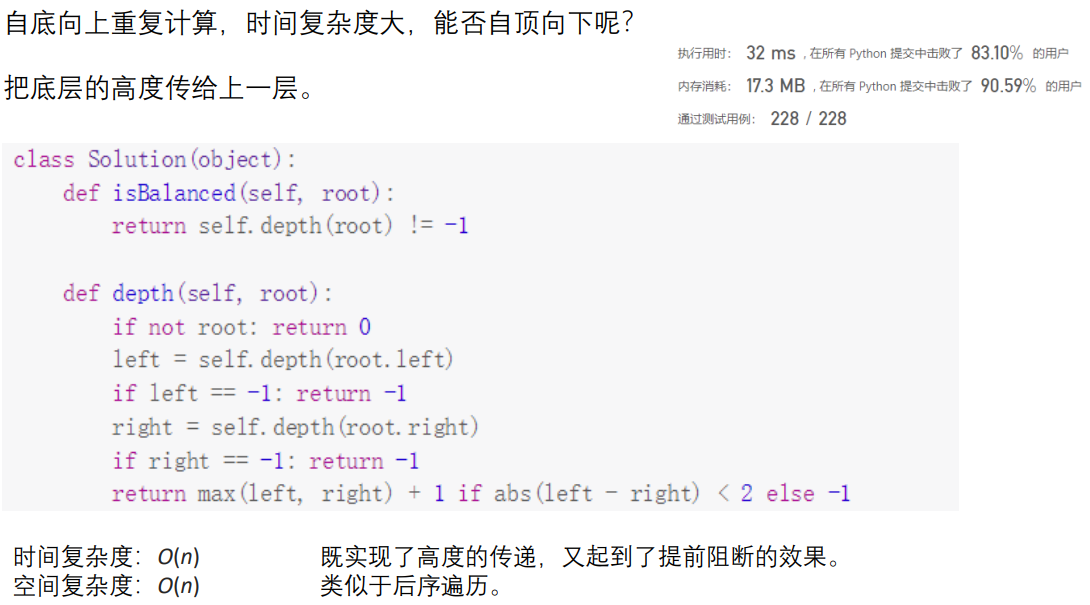 自底向上重复计算，时间复杂度大，能否自顶向下呢？
把底层的高度传给上一层。
执行用时： 32 ms ，在所有 Python 提交中击败了 83.10% 的用户
内存消耗： 17.3 MB ，在所有 Python 提交中击败了 90.59% 的用户
通过测试用例： 228 / 228
class Solution(object):
    def isBalanced(self, root):
        return self.depth(root) != -1

    def depth(self, root):
        if not root: return 0
        left = self.depth(root.left)
        if left == -1: return -1
        right = self.depth(root.right)
        if right == -1: return -1
        return max(left, right) + 1 if abs(left - right) < 2 else -1
时间复杂度：O(n)
空间复杂度：O(n)
既实现了高度的传递，又起到了提前阻断的效果。
类似于后序遍历。